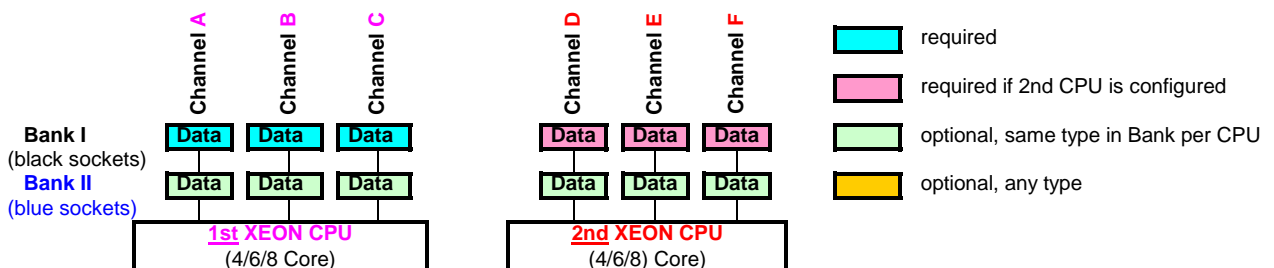 Channel A
Channel B
Channel C
Channel D
Channel E
Channel F
required
required if 2nd CPU is configured
optional, same type in Bank per CPU
optional, any type
Bank I
(black sockets)
Data Data Data Data Data Data
Bank II
(blue sockets)
Data Data Data Data Data Data
1st XEON CPU
(4/6/8 Core)
2nd XEON CPU
(4/6/8) Core)